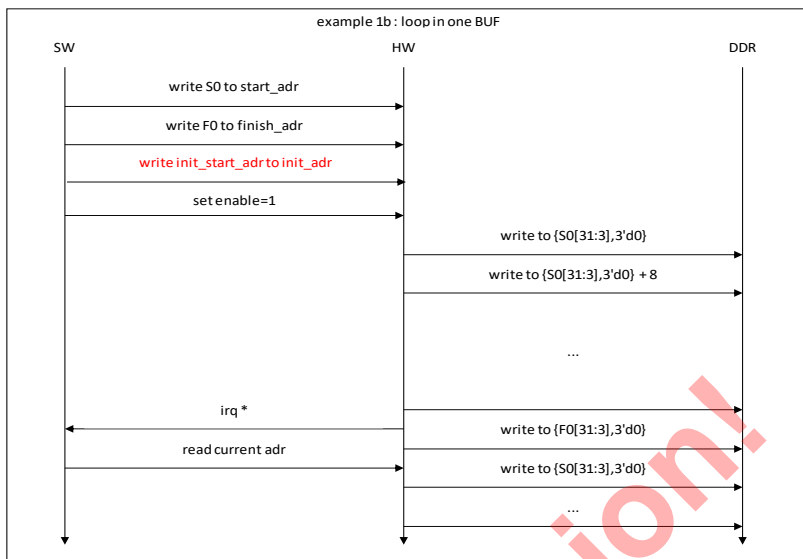 example 1b : loop in one BUF
SW
HW
DDR
write S0 to start_adr
write F0 to finish_adr
write init_start_adr to init_adr
set enable=1
write to {S0[31:3],3'd0}
write to {S0[31:3],3'd0} + 8
...
irq *
write to {F0[31:3],3'd0}
read current adr
write to {S0[31:3],3'd0}
...
ion!